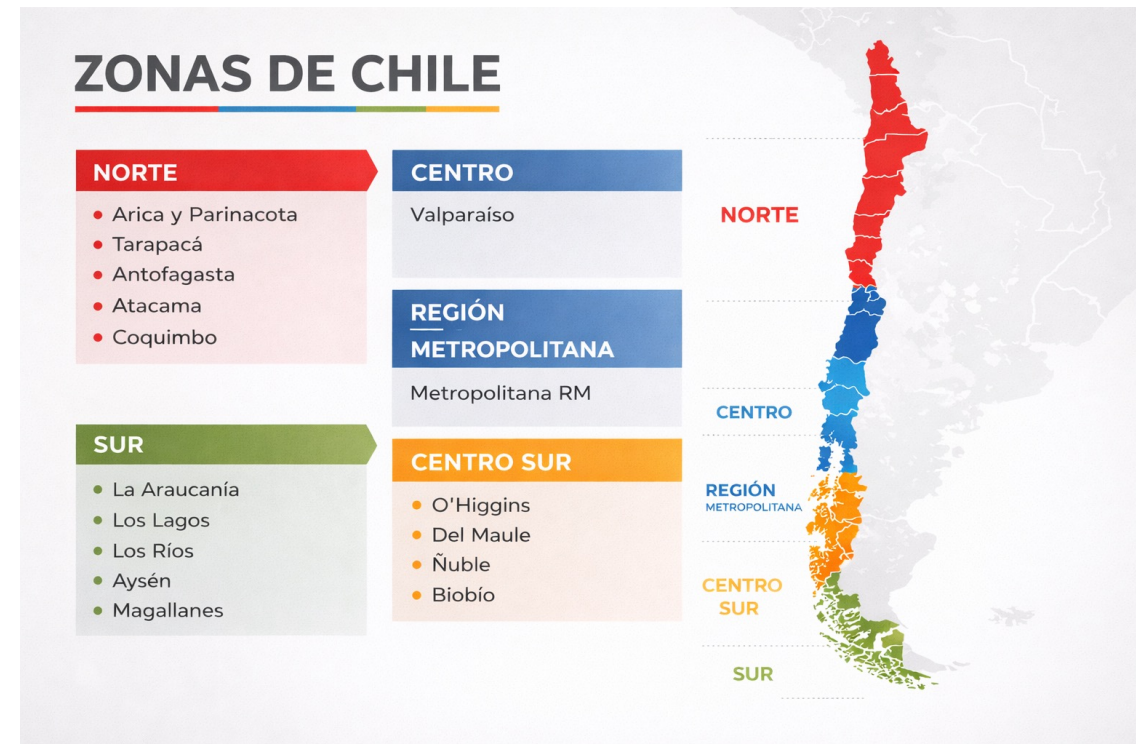 ZONAS DE CHILE
NORTE
Arica y Parinacota
Tarapacá
Antofagasta
Atacama
Coquimbo
CENTRO
Valparaíso
REGIÓN
METROPOLITANA
Metropolitana RM
SUR
La Araucanía
Los Lagos
Los Ríos
Aysén
Magallanes
CENTRO SUR
O'Higgins
Del Maule
Ñuble
Biobío
NORTE
CENTRO
REGIÓN
METROPOLITANA
CENTRO
SUR
SUR